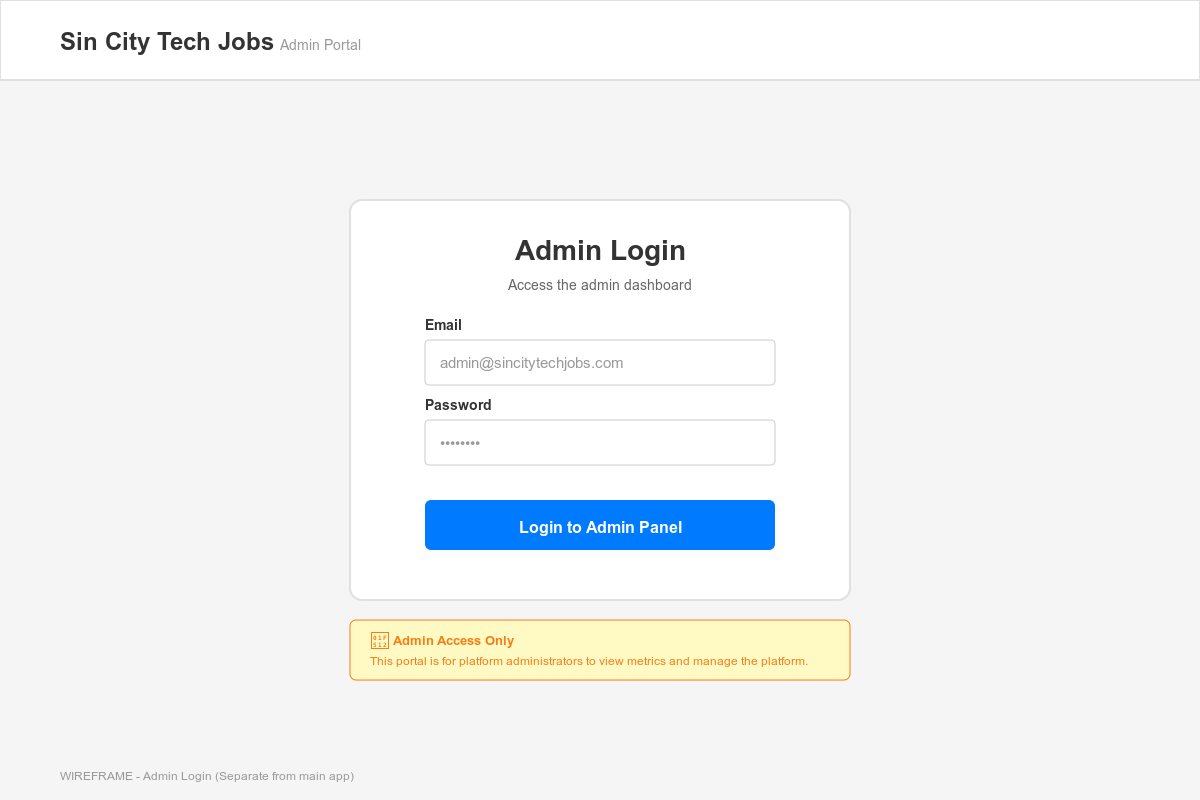 Sin City Tech Jobs Admin Portal
Admin Login
Access the admin dashboard
Email
admin@sincitytechjobs.com
Password
••••••••
Login to Admin Panel
01F512 Admin Access Only
This portal is for platform administrators to view metrics and manage the platform.
WIREFRAME - Admin Login (Separate from main app)